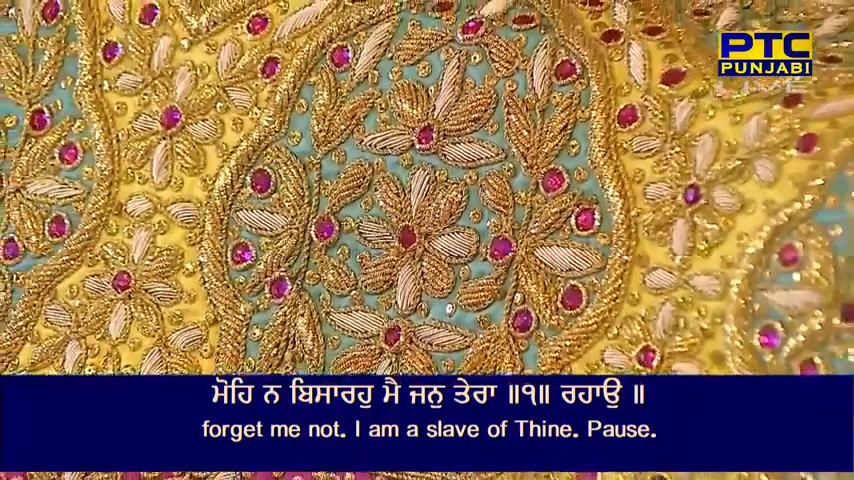 PTC
PUNJABI
ਮੋਹਿ ਨ ਬਿਸਾਰਹੁ ਮੈ ਜਨੁ ਤੇਰਾ ॥੧॥ ਰਹਾਉ ॥
forget me not. I am a slave of Thine. Pause.